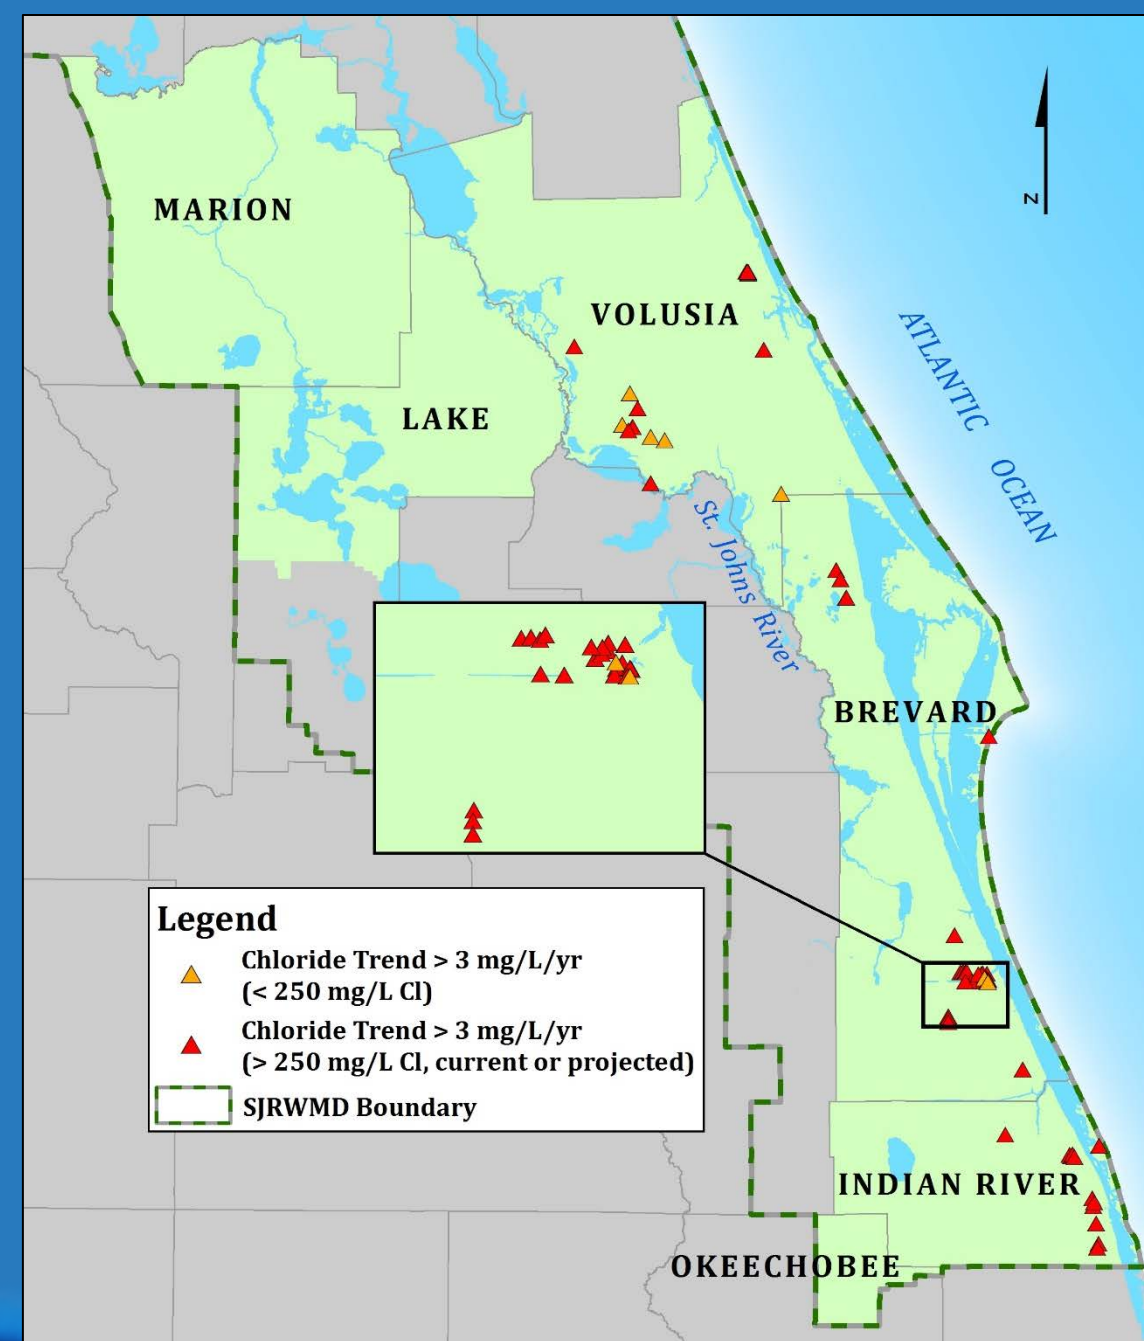 MARION
VOLUSIA
ATLANTIC
OCEAN
LAKE
St. Johns River
BREVARD
INDIAN RIVER
OKEECHOBEE
N
Legend
Chloride Trend > 3 mg/L/yr
(< 250 mg/L Cl)
Chloride Trend > 3 mg/L/yr
(> 250 mg/L Cl, current or projected)
SJRWMD Boundary